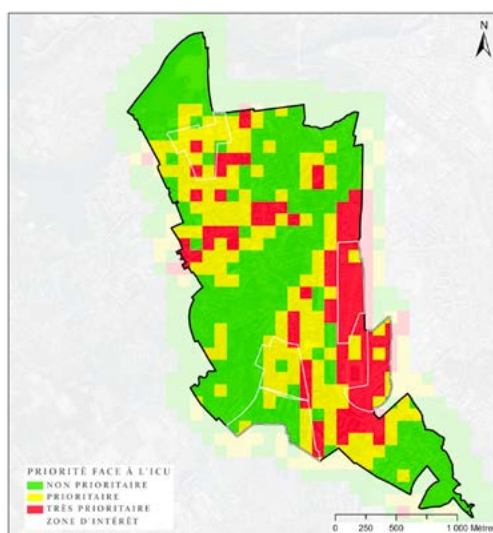 N
PRIORITÉ FACE À L'ICU
NON PRIORITAIRE
PRIORITAIRE
TRÈS PRIORITAIRE
ZONE D'INTÉRÊT
0 250 500 1 000 Mètres